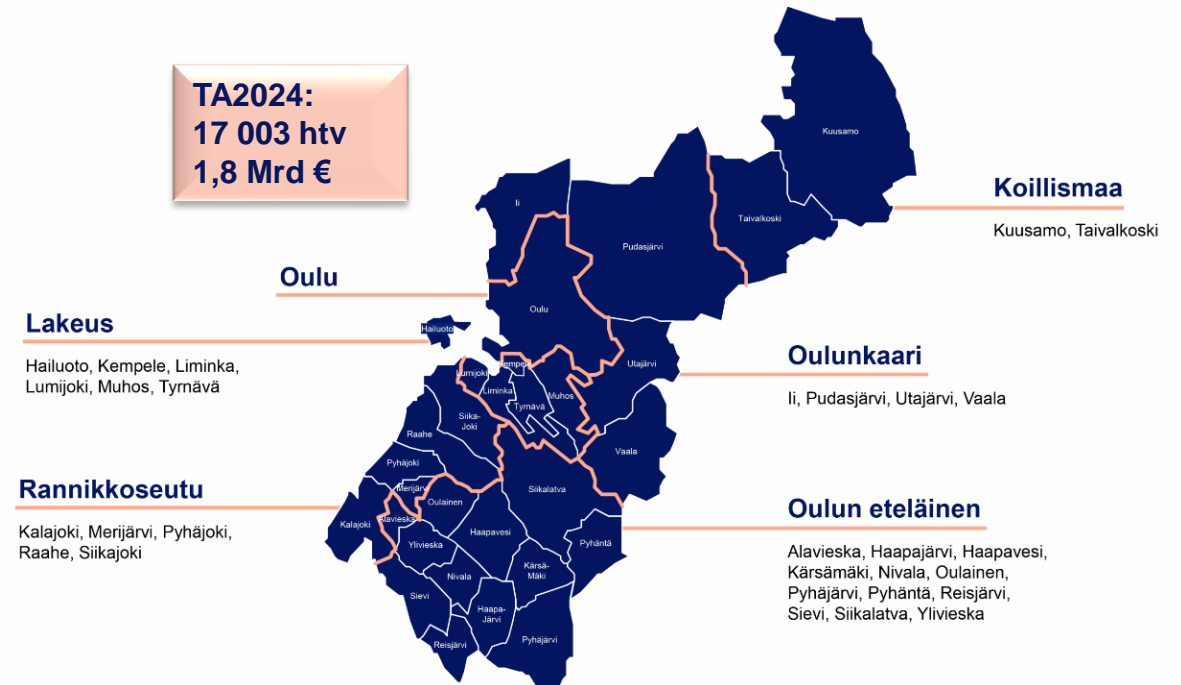 TA2024:
17 003 htv
1,8 Mrd €
Koillismaa
Kuusamo, Taivalkoski
Oulu
Lakeus
Hailuoto, Kempele, Liminka,
Lumijoki, Muhos, Tyrnävä
Oulunkaari
Ii, Pudasjärvi, Utajärvi, Vaala
Rannikkoseutu
Kalajoki, Merijärvi, Pyhäjoki,
Raahe, Siikajoki
Oulun eteläinen
Alavieska, Haapajärvi, Haapavesi,
Kärsämäki, Nivala, Oulainen,
Pyhäjärvi, Pyhäntä, Reisjärvi,
Sievi, Siikalatva, Ylivieska
Kuusamo
Ii
Taivalkoski
Pudasjärvi
Oulu
Hailuoto
Utajärvi
Kempele
Lumijoki
Liminka
Muhos
Tyrnävä
Siika-
Joki
Raahe
Vaala
Pyhäjoki
Merijärvi
Siikalatva
Oulainen
Alavieska
Kalajoki
Haapavesi
Pyhäntä
Ylivieska
Kärsä-
Mäki
Nivala
Sievi
Haapa-
Järvi
Pyhäjärvi
Reisjärvi